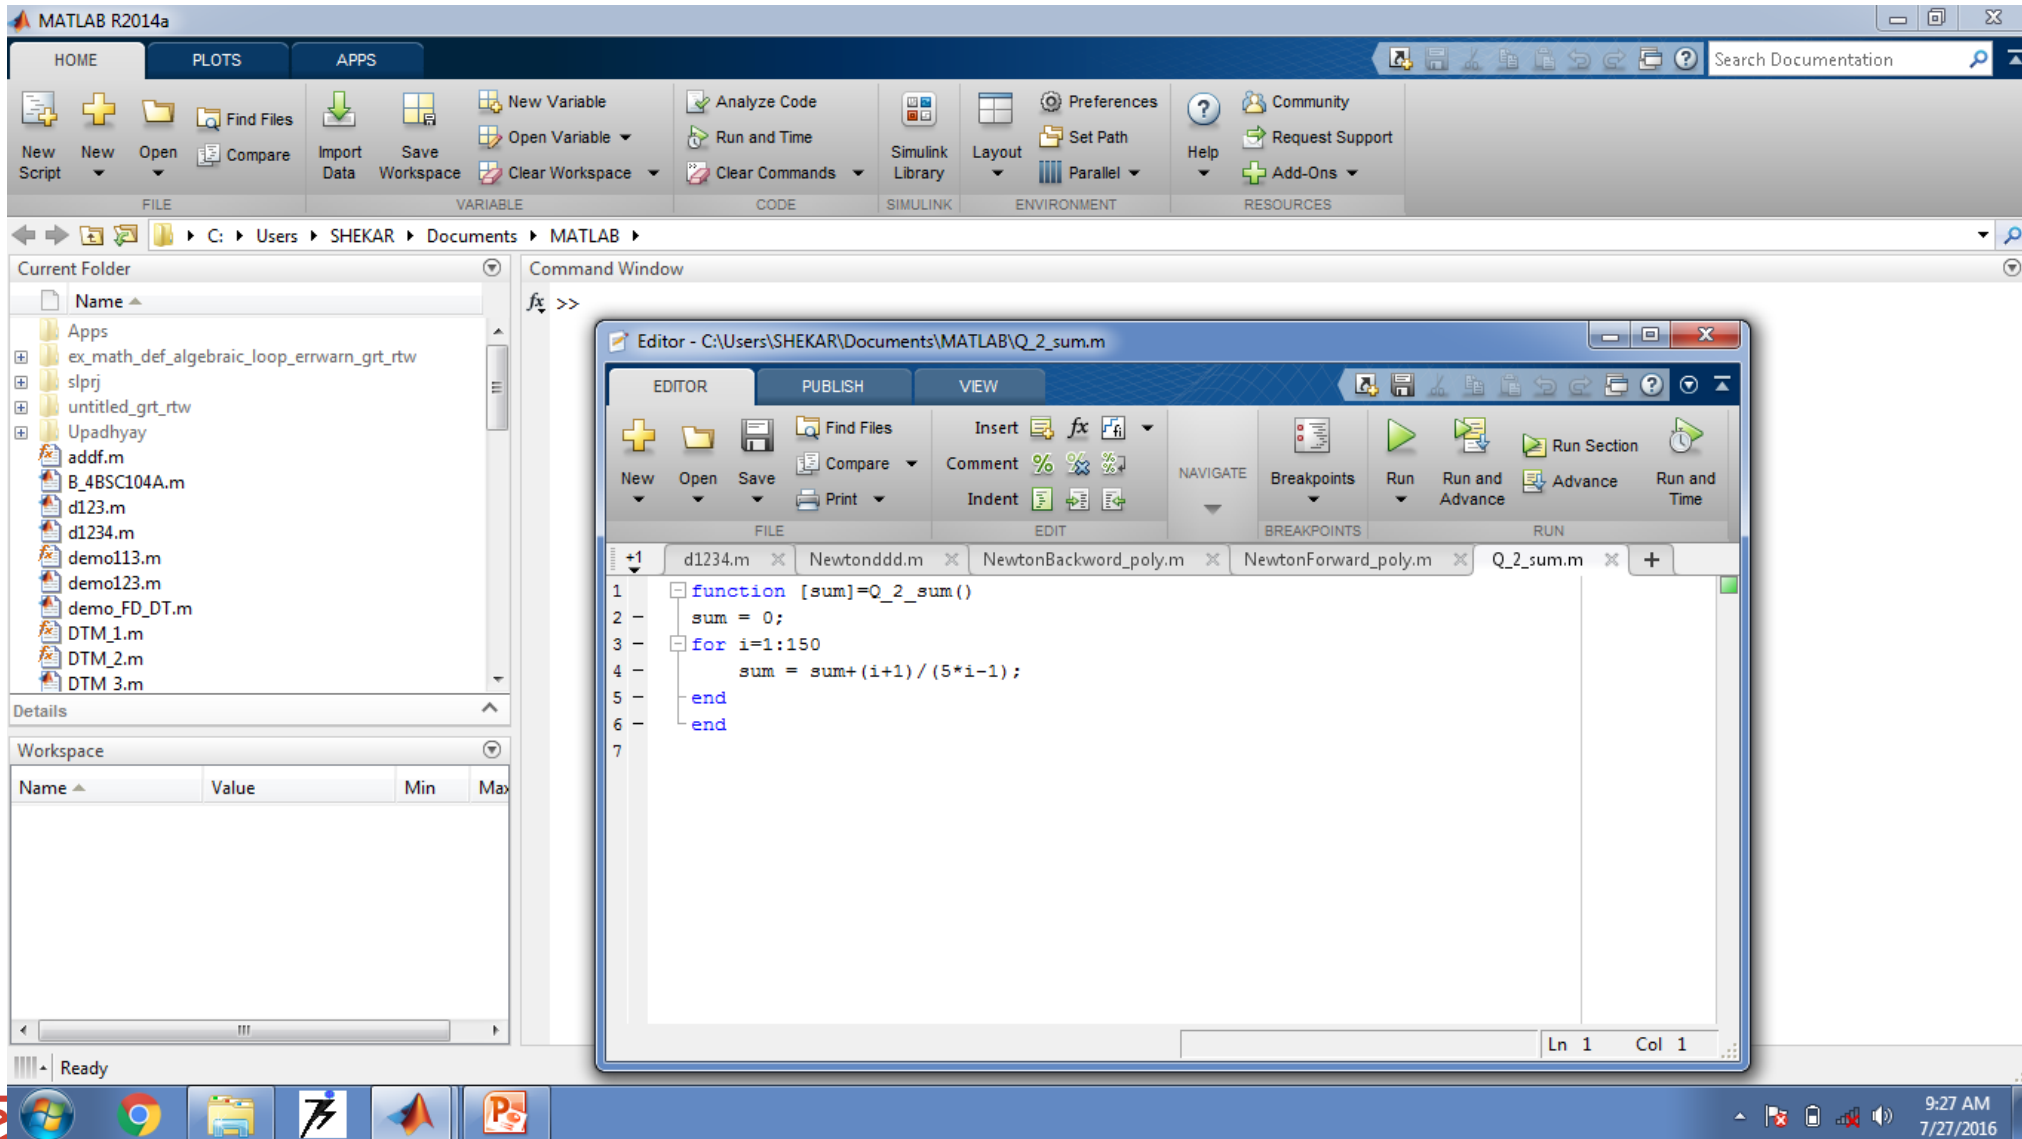 MATLAB R2014a
HOME PLOTS APPS
Search Documentation
New Script
New
Open
Find Files
Compare
Import Data
Save Workspace
New Variable
Open Variable
Clear Workspace
Analyze Code
Run and Time
Clear Commands
Simulink Library
Layout
Preferences
Set Path
Parallel
Help
Community
Request Support
Add-Ons
FILE VARIABLE CODE SIMULINK ENVIRONMENT RESOURCES
C: Users SHEKAR Documents MATLAB
Current Folder
Name
Apps
ex_math_def_algebraic_loop_errwarn_grt_rtw
slprj
untitled_grt_rtw
Upadhyay
addf.m
B_4BSC104A.m
d123.m
d1234.m
demo113.m
demo123.m
demo_FD_DT.m
DTM_1.m
DTM_2.m
DTM_3.m
Details
Workspace
Name Value Min Max
Command Window
fx >>
Editor - C:\Users\SHEKAR\Documents\MATLAB\Q_2_sum.m
EDITOR PUBLISH VIEW
New
Open
Save
Find Files
Compare
Print
Insert fx fi
Comment
Indent
NAVIGATE
Breakpoints
Run
Run and Advance
Run Section
Advance
Run and Time
FILE EDIT BREAKPOINTS RUN
+1 d1234.m Newtonddd.m NewtonBackword_poly.m NewtonForward_poly.m Q_2_sum.m +
1 function [sum]=Q_2_sum()
2 - sum = 0;
3 - for i=1:150
4 - sum = sum+(i+1)/(5*i-1);
5 - end
6 - end
7
Ln 1 Col 1
Ready
9:27 AM
7/27/2016